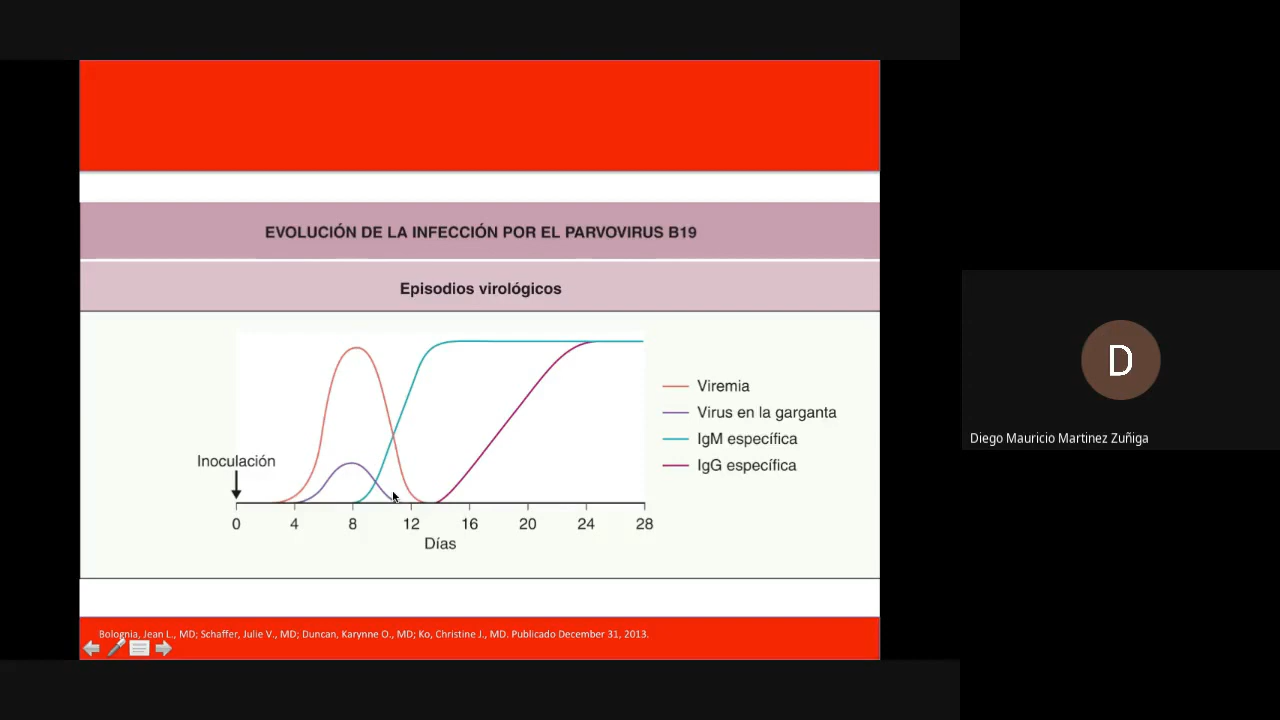 EVOLUCIÓN DE LA INFECCIÓN POR EL PARVOVIRUS B19
Episodios virológicos
Viremia
Virus en la garganta
IgM específica
IgG específica
Inoculación
0 4 8 12 16 20 24 28
Días
Bolognia, Jean L., MD; Schaffer, Julie V., MD; Duncan, Karynne O., MD; Ko, Christine J., MD. Publicado December 31, 2013.
D
Diego Mauricio Martinez Zuñiga